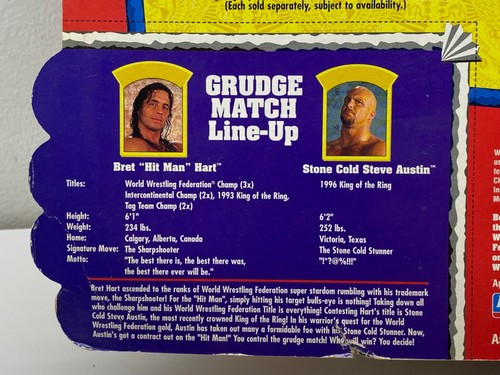 (Each sold separately, subject to availability.)
GRUDGE
MATCH
Line-Up
Bret "Hit Man" Hart™
Stone Cold Steve Austin™
Titles: World Wrestling Federation® Champ (3x) 1996 King of the Ring
Intercontinental Champ (2x), 1993 King of the Ring,
Tag Team Champ (2x)
Height: 6'1" 6'2"
Weight: 234 lbs. 252 lbs.
Home: Calgary, Alberta, Canada Victoria, Texas
Signature Move: The Sharpshooter The Stone Cold Stunner
Motto: "The best there is, the best there was, "!*?@%!!!"
the best there ever will be."
Bret Hart ascended to the ranks of World Wrestling Federation super stardom rumbling with his trademark
move, the Sharpshooter! For the "Hit Man", simply hitting his target bulls-eye is nothing! Taking down all
who challenge him and his World Wrestling Federation Title is everything! Contesting Hart's title is Stone
Cold Steve Austin, the most recently crowned King of the Ring! In his warrior's quest for the World
Wrestling Federation gold, Austin has taken out many a formidable foe with his Stone Cold Stunner. Now,
Austin's got a contract out on the "Hit Man!" You control the grudge match! Who will win? You decide!